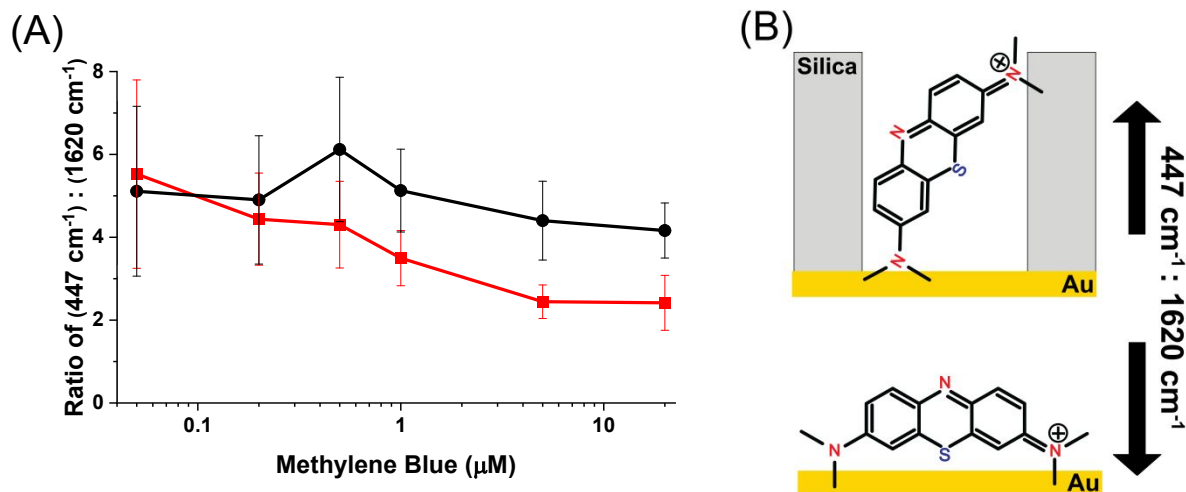 (A)
Ratio of (447 cm⁻¹) : (1620 cm⁻¹)
8
6
4
2
0
0.1
1
10
Methylene Blue (μM)
(B)
Silica
⊕
N
N
S
N
Au
447 cm⁻¹ : 1620 cm⁻¹
N
N
⊕
N
S
Au